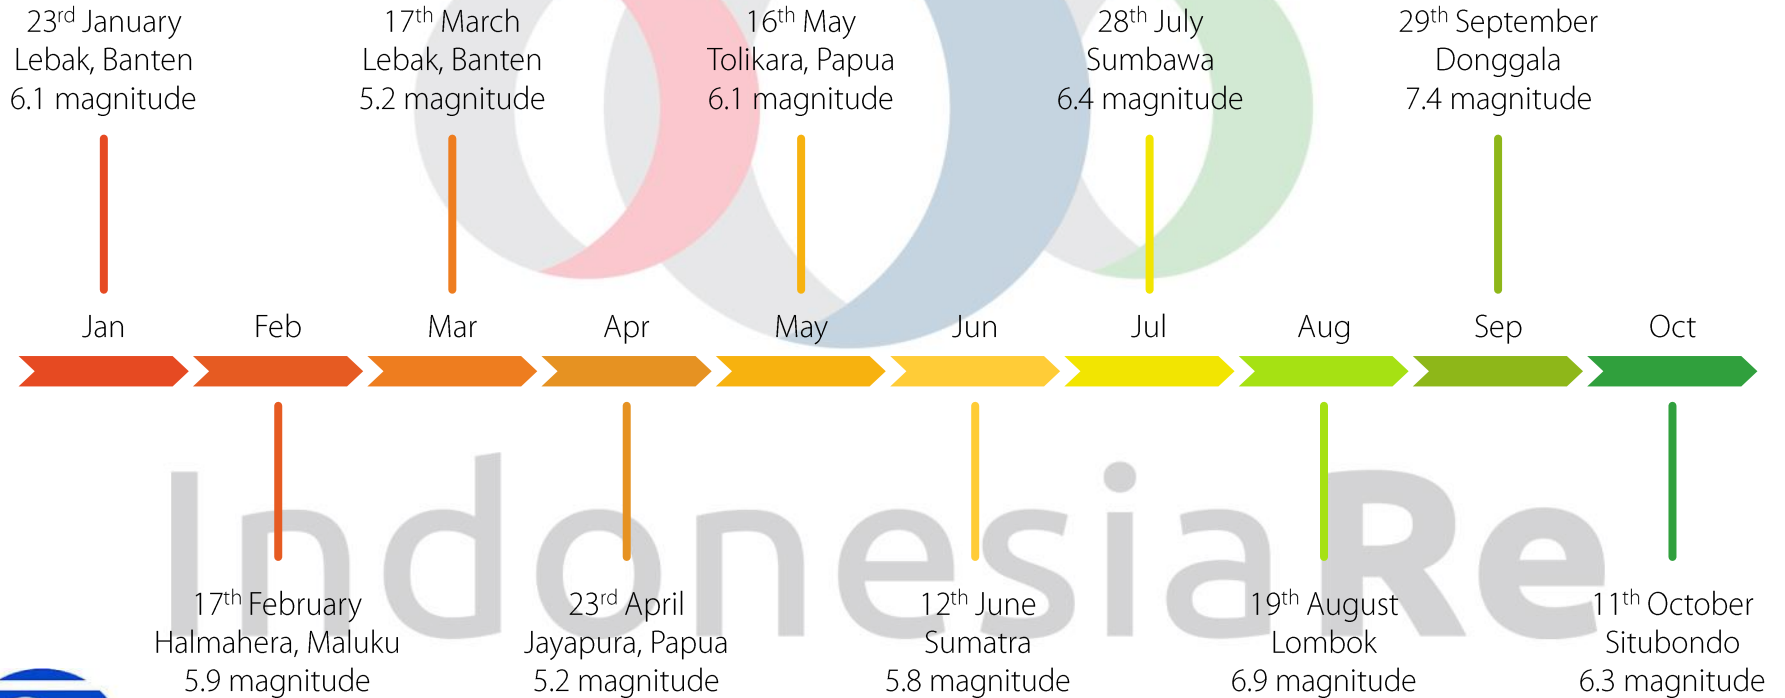 23rd January
Lebak, Banten
6.1 magnitude
17th March
Lebak, Banten
5.2 magnitude
16th May
Tolikara, Papua
6.1 magnitude
28th July
Sumbawa
6.4 magnitude
29th September
Donggala
7.4 magnitude
Jan
Feb
Mar
Apr
May
Jun
Jul
Aug
Sep
Oct
IndonesiaRe
17th February
Halmahera, Maluku
5.9 magnitude
23rd April
Jayapura, Papua
5.2 magnitude
12th June
Sumatra
5.8 magnitude
19th August
Lombok
6.9 magnitude
11th October
Situbondo
6.3 magnitude